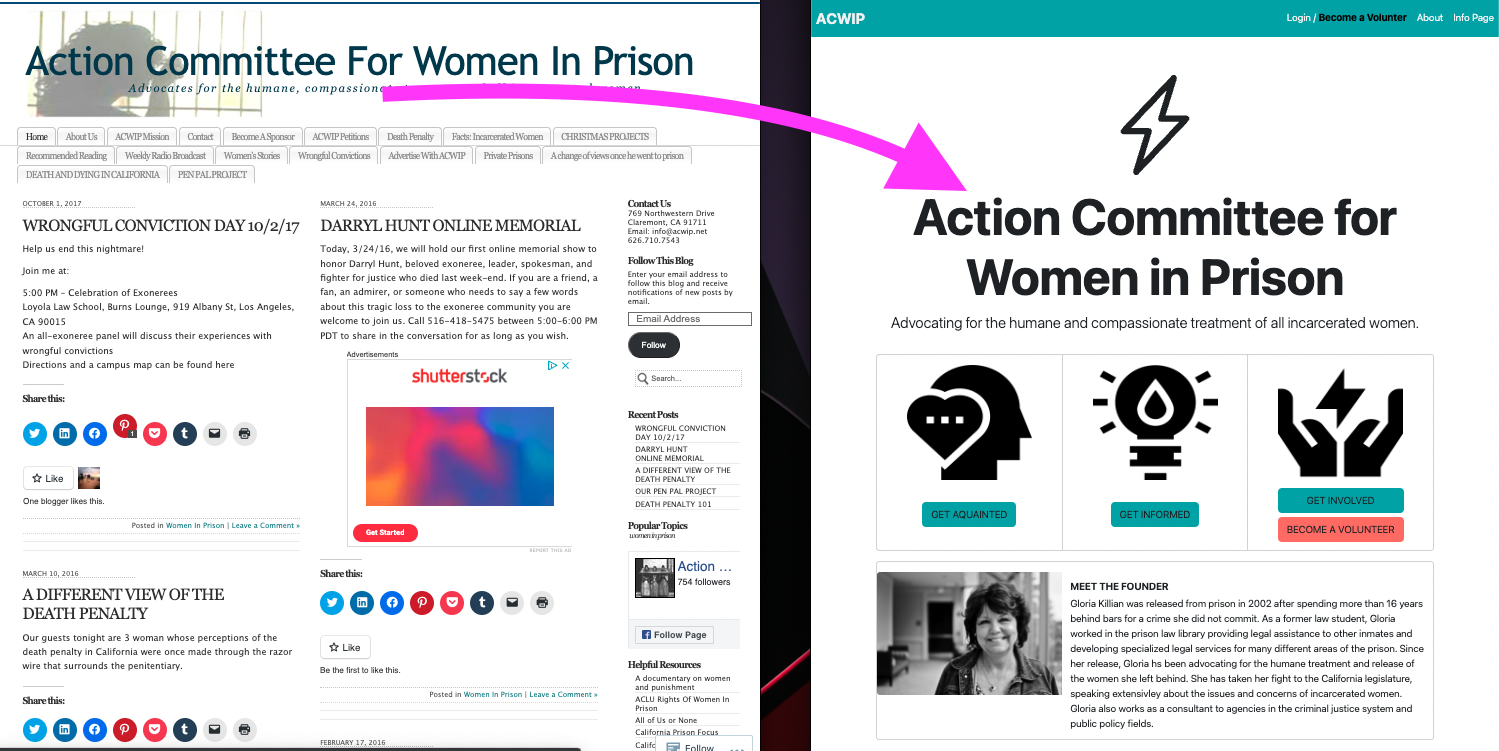 Action Committee For Women In Prison
Advocates for the humane, compassionate
Home
About Us
ACWIP Mission
Contact
Become A Sponsor
ACWIP Petitions
Death Penalty
Facts: Incarcerated Women
CHRISTMAS PROJECTS
Recommended Reading
Weekly Radio Broadcast
Women's Stories
Wrongful Convictions
Advertise With ACWIP
Private Prisons
A change of views once he went to prison
DEATH AND DYING IN CALIFORNIA
PEN PAL PROJECT
OCTOBER 1, 2017
WRONGFUL CONVICTION DAY 10/2/17
Help us end this nightmare!
Join me at:
5:00 PM – Celebration of Exonerees
Loyola Law School, Burns Lounge, 919 Albany St, Los Angeles,
CA 90015
An all-exoneree panel will discuss their experiences with
wrongful convictions
Directions and a campus map can be found here
Share this:
1
Like
One blogger likes this.
Posted in Women In Prison | Leave a Comment »
MARCH 10, 2016
A DIFFERENT VIEW OF THE
DEATH PENALTY
Our guests tonight are 3 woman whose perceptions of the
death penalty in California were once made through the razor
wire that surrounds the penitentiary.
Share this:
MARCH 24, 2016
DARRYL HUNT ONLINE MEMORIAL
Today, 3/24/16, we will hold our first online memorial show to
honor Darryl Hunt, beloved exoneree, leader, spokesman, and
fighter for justice who died last week-end. If you are a friend, a
fan, an admirer, or someone who needs to say a few words
about this tragic loss to the exoneree community you are
welcome to join us. Call 516-418-5475 between 5:00-6:00 PM
PDT to share in the conversation for as long as you wish.
Advertisements
shutterstock
Get Started
REPORT THIS AD
Share this:
Like
Be the first to like this.
Posted in Women In Prison | Leave a Comment »
FEBRUARY 17, 2016
Contact Us
769 Northwestern Drive
Claremont, CA 91711
Email: info@acwip.net
626.710.7543
Follow This Blog
Enter your email address to
follow this blog and receive
notifications of new posts by
email.
Email Address
Follow
Search...
Recent Posts
WRONGFUL CONVICTION
DAY 10/2/17
DARRYL HUNT
ONLINE MEMORIAL
A DIFFERENT VIEW OF THE
DEATH PENALTY
OUR PEN PAL PROJECT
DEATH PENALTY 101
Popular Topics
women in prison
Action ...
754 followers
Follow Page
Helpful Resources
A documentary on women
and punishment
ACLU Rights Of Women In
Prison
All of Us or None
California Prison Focus
Follow
ACWIP
Login / Become a Volunter
About
Info Page
Action Committee for
Women in Prison
Advocating for the humane and compassionate treatment of all incarcerated women.
GET AQUAINTED
GET INFORMED
GET INVOLVED
BECOME A VOLUNTEER
MEET THE FOUNDER
Gloria Killian was released from prison in 2002 after spending more than 16 years
behind bars for a crime she did not commit. As a former law student, Gloria
worked in the prison law library providing legal assistance to other inmates and
developing specialized legal services for many different areas of the prison. Since
her release, Gloria hs been advocating for the humane treatment and release of
the women she left behind. She has taken her fight to the California legislature,
speaking extensivley about the issues and concerns of incarcerated women.
Gloria also works as a consultant to agencies in the criminal justice system and
public policy fields.